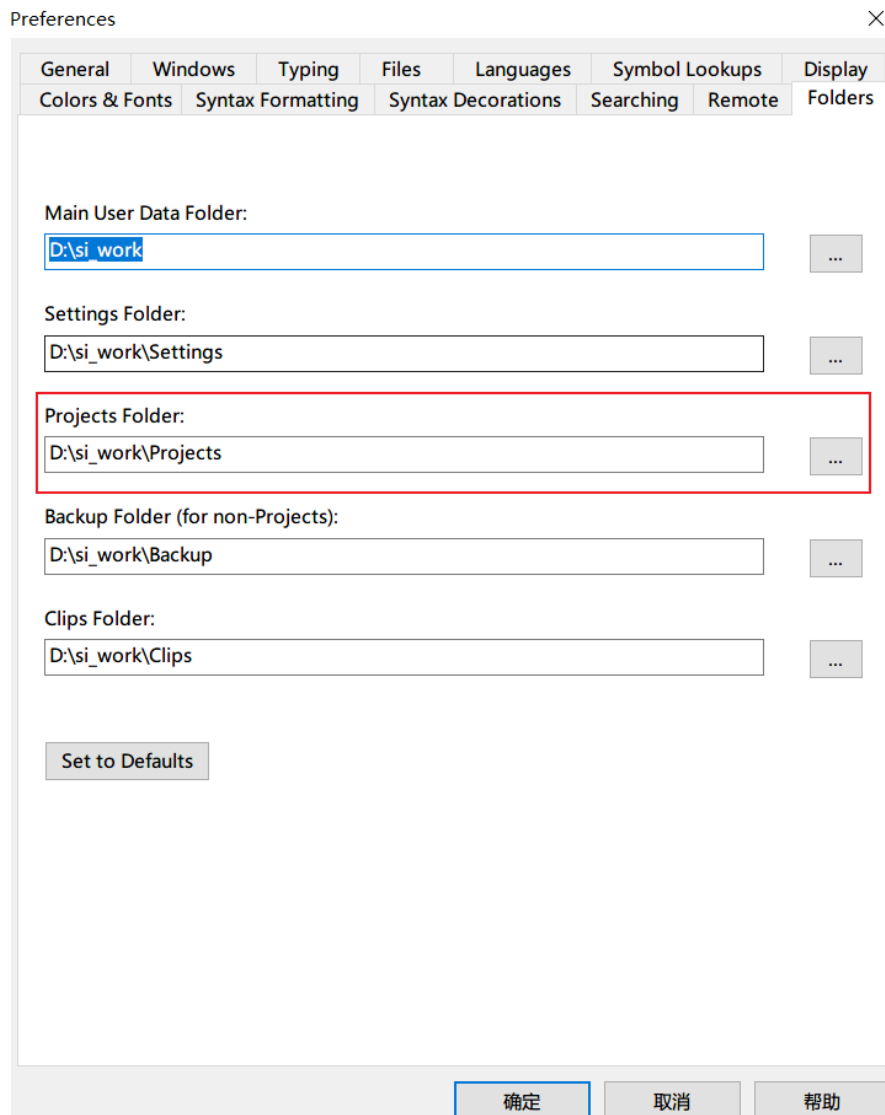 Preferences
General Windows Typing Files Languages Symbol Lookups Display
Colors & Fonts Syntax Formatting Syntax Decorations Searching Remote Folders
Main User Data Folder:
D:\si_work
...
Settings Folder:
D:\si_work\Settings
...
Projects Folder:
D:\si_work\Projects
...
Backup Folder (for non-Projects):
D:\si_work\Backup
...
Clips Folder:
D:\si_work\Clips
...
Set to Defaults
确定 取消 帮助